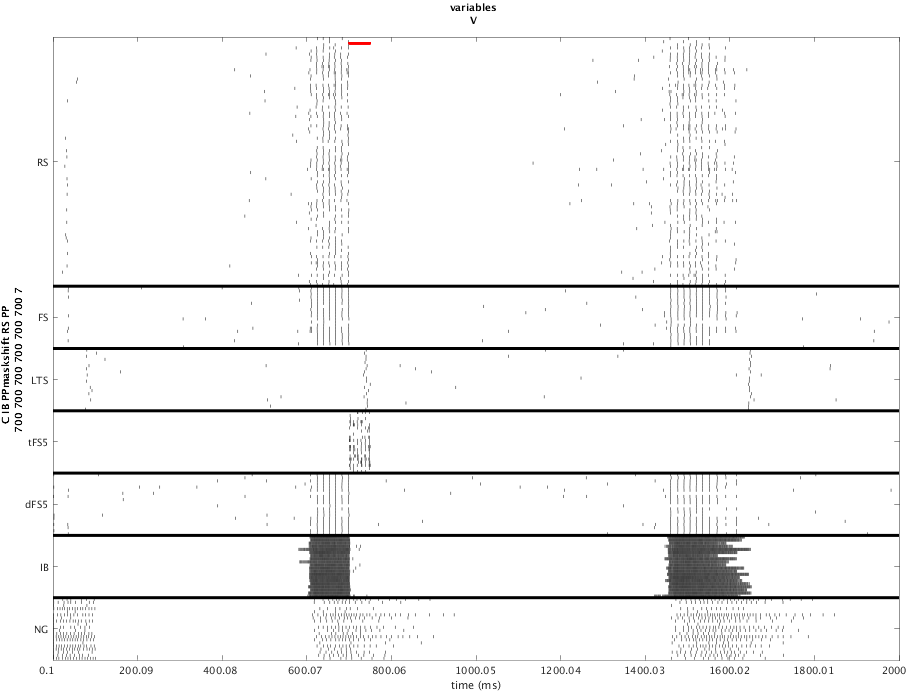 variables
V
RS
FS
LTS
tFS5
dFS5
IB
NG
C IB PPmaskshift RS PP
700 700 700 700 700 700 7
0.1 200.09 400.08 600.07 800.06 1000.05 1200.04 1400.03 1600.02 1800.01 2000
time (ms)